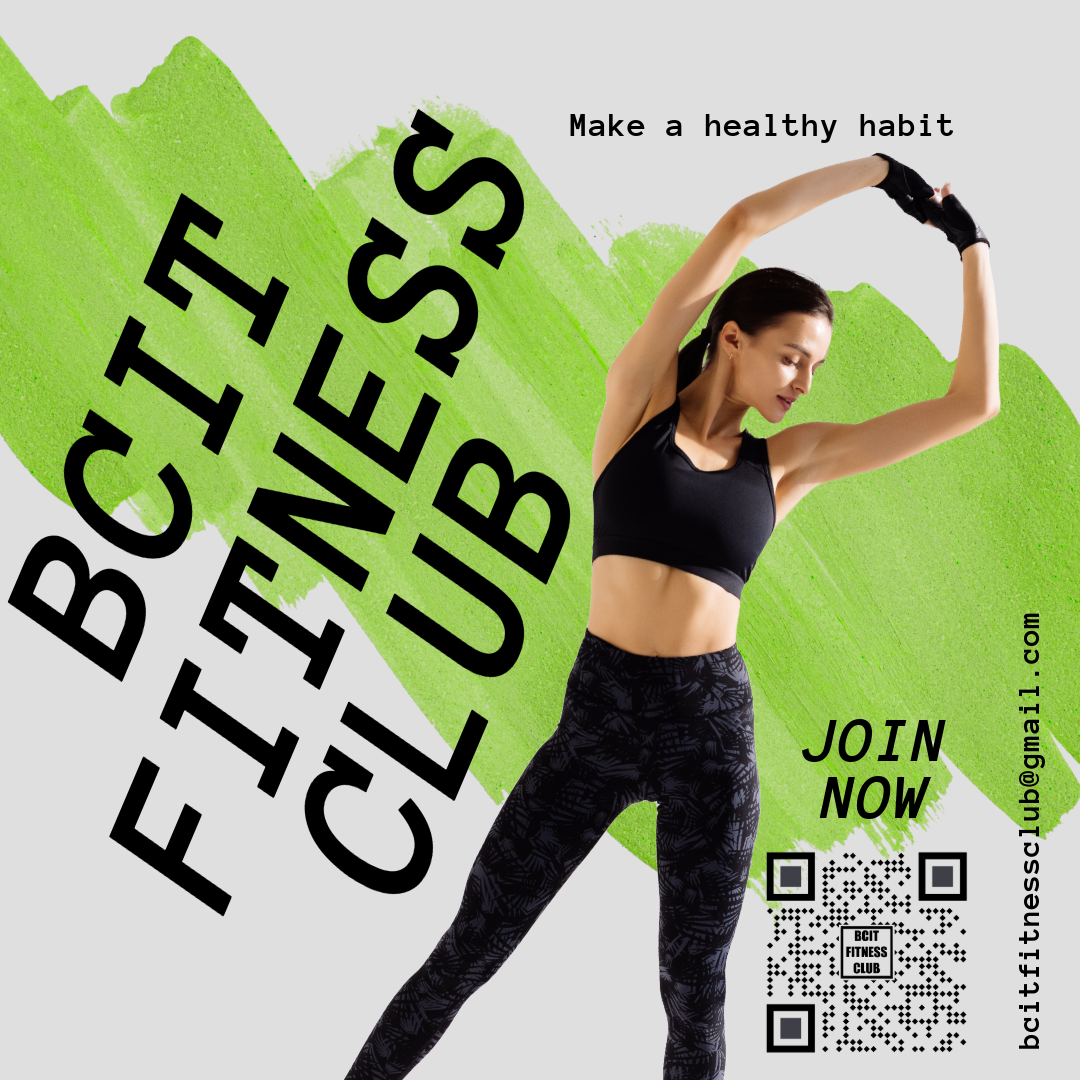 BCIT
FITNESS
CLUB
Make a healthy habit
JOIN
NOW
BCIT
FITNESS
CLUB
bcitfitnessclub@gmail.com